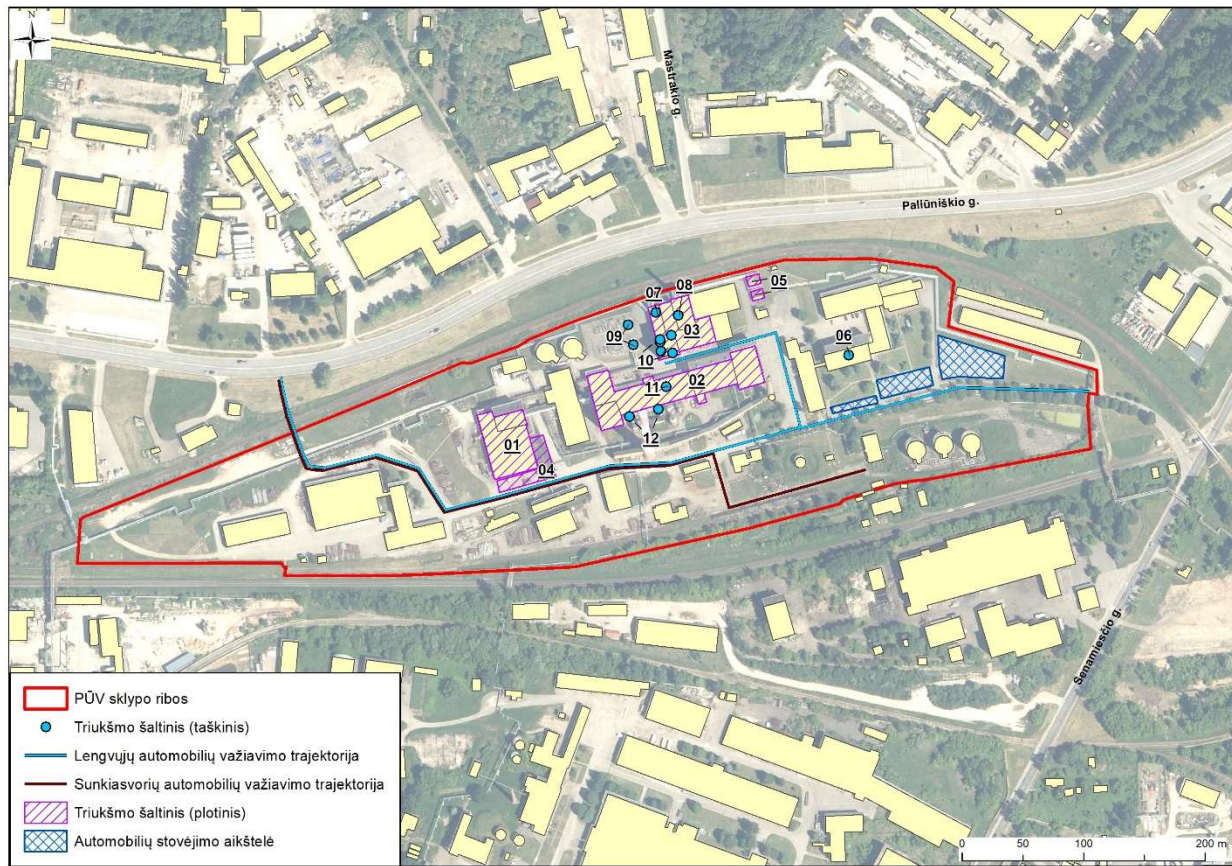 N
Mastrakio g.
Paliūniškio g.
07
08
05
09
03
10
06
11
02
12
01
04
Senamiesčio g.
PŪV sklypo ribos
Triukšmo šaltinis (taškinis)
Lengvųjų automobilių važiavimo trajektorija
Sunkiasvorių automobilių važiavimo trajektorija
Triukšmo šaltinis (plotinis)
Automobilių stovėjimo aikštelė
0 50 100 200 m